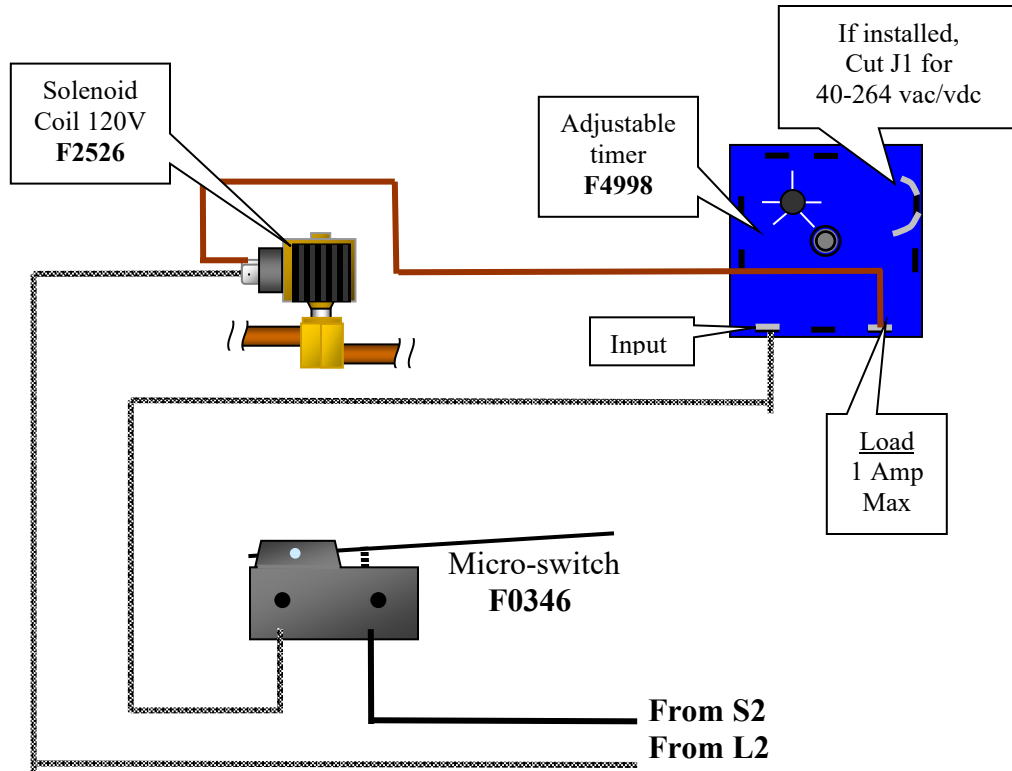 If installed,
Cut J1 for
40-264 vac/vdc
Solenoid
Coil 120V
F2526
Adjustable
timer
F4998
Input
Load
1 Amp
Max
Micro-switch
F0346
From S2
From L2